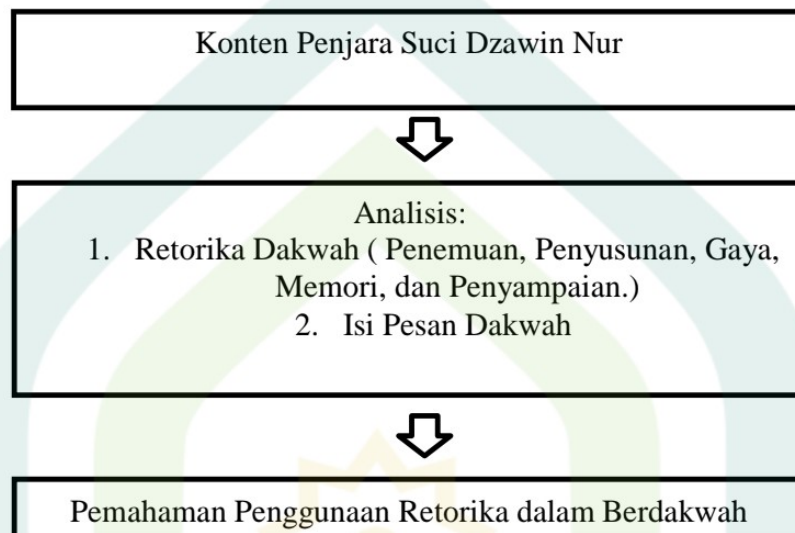 Konten Penjara Suci Dzawin Nur
Analisis:
1. Retorika Dakwah ( Penemuan, Penyusunan, Gaya,
Memori, dan Penyampaian.)
2. Isi Pesan Dakwah
Pemahaman Penggunaan Retorika dalam Berdakwah